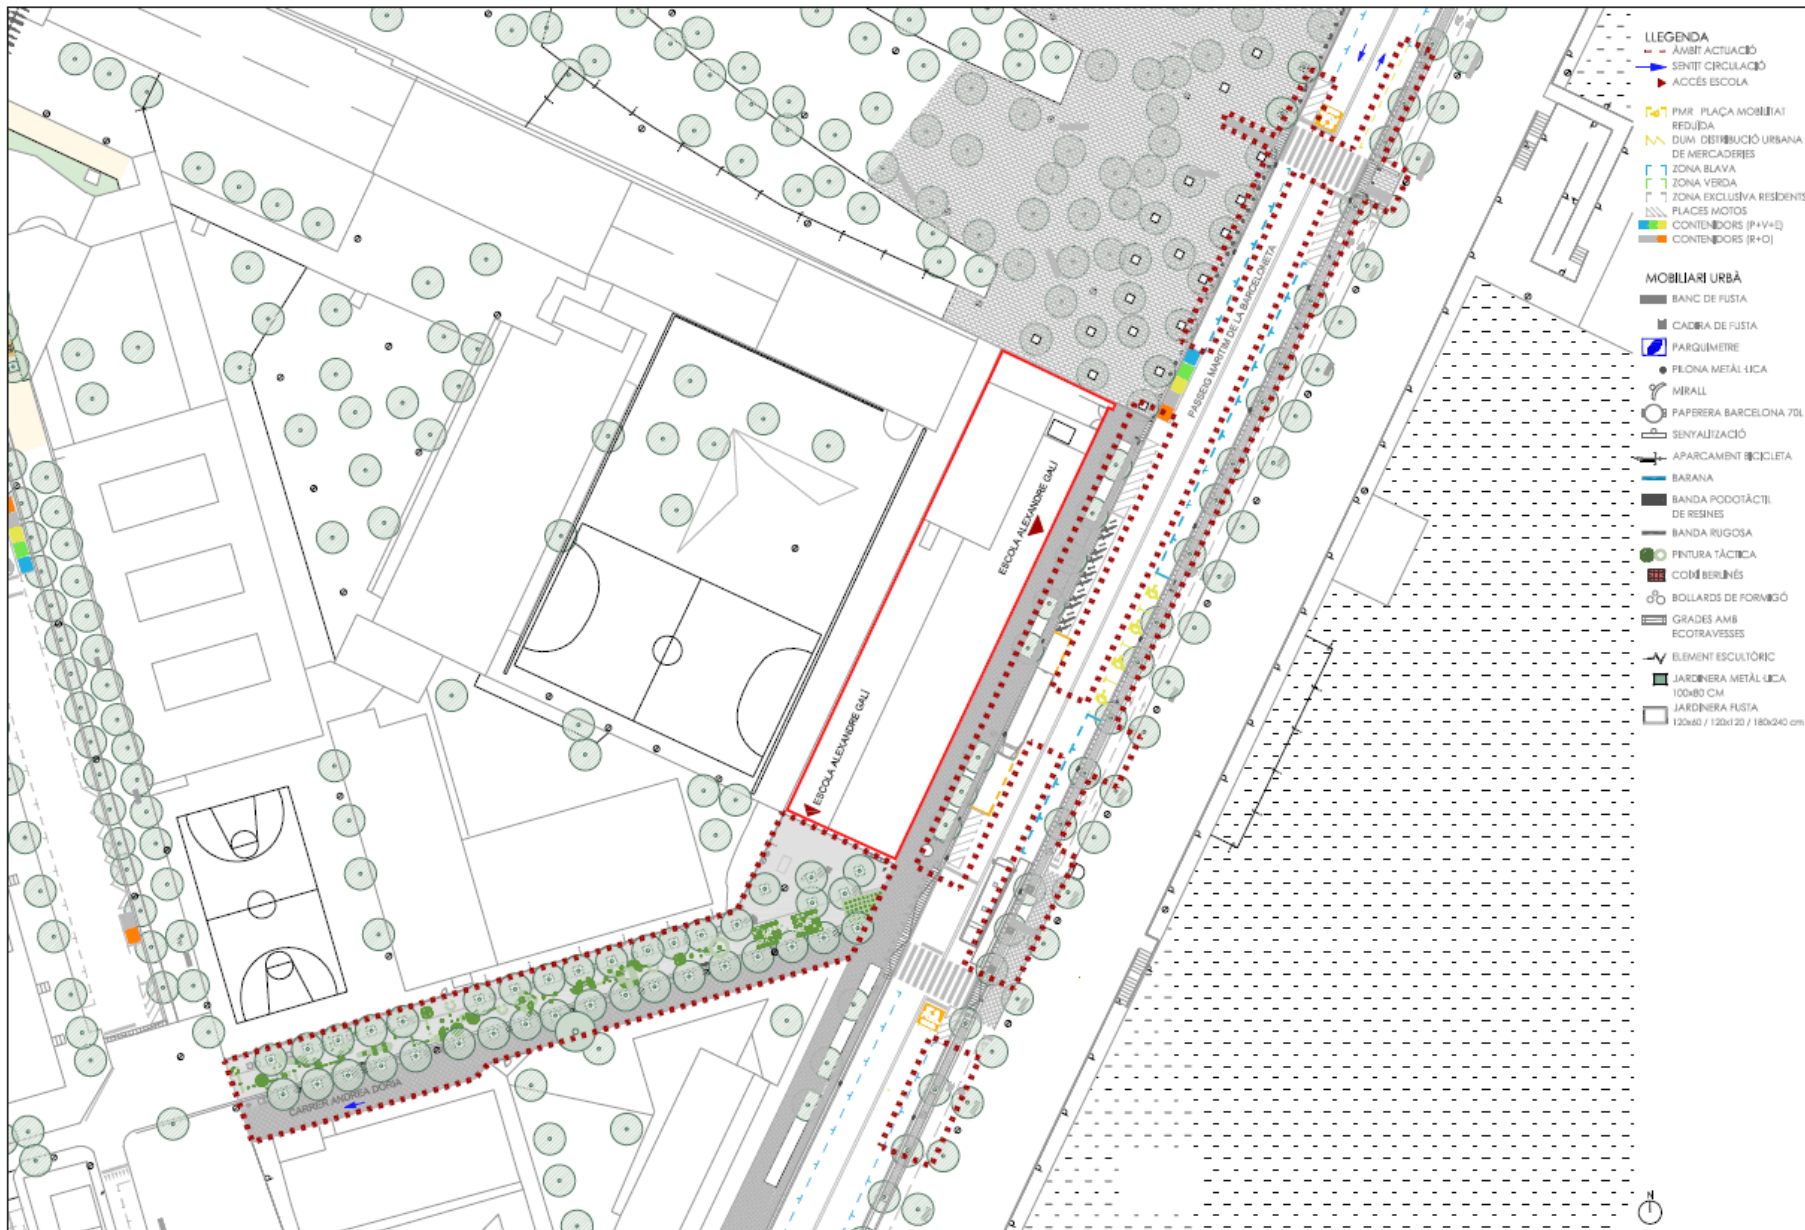 LLEGENDA
ÀMBIT ACTUACIÓ
SENTIT CIRCULACIÓ
ACCÉS ESCOLA
PMR PLAÇA MOBILITAT
REDUÏDA
DUM DISTRIBUCIÓ URBANA
DE MERCADERIES
ZONA BLAVA
ZONA VERDA
ZONA EXCLUSIVA RESIDENTS
PLACES MOTOS
CONTENIDORS (P+V+E)
CONTENIDORS (R+O)
MOBILIARI URBÀ
BANC DE FUSTA
CADIRA DE FUSTA
PARQUÍMETRE
PILONA METÀL·LICA
MIRALL
PAPERERA BARCELONA 70L
SENYALITZACIÓ
APARCAMENT BICICLETA
BARANA
BANDA PODOTÀCTIL
DE RESINES
BANDA RUGOSA
PINTURA TÀCTICA
COIXÍ BERLINÉS
BOLLARDS DE FORMIGÓ
GRADES AMB
ECOTRAVESSES
ELEMENT ESCULTÒRIC
JARDINERA METÀL·LICA
100x80 CM
JARDINERA FUSTA
120x60 / 120x120 / 180x240 cm
PASSEIG MARÍTIM DE LA BARCELONETA
ESCOLA ALEXANDRE GALÍ
ESCOLA ALEXANDRE GALÍ
CARRER ANDREA DÒRIA
N